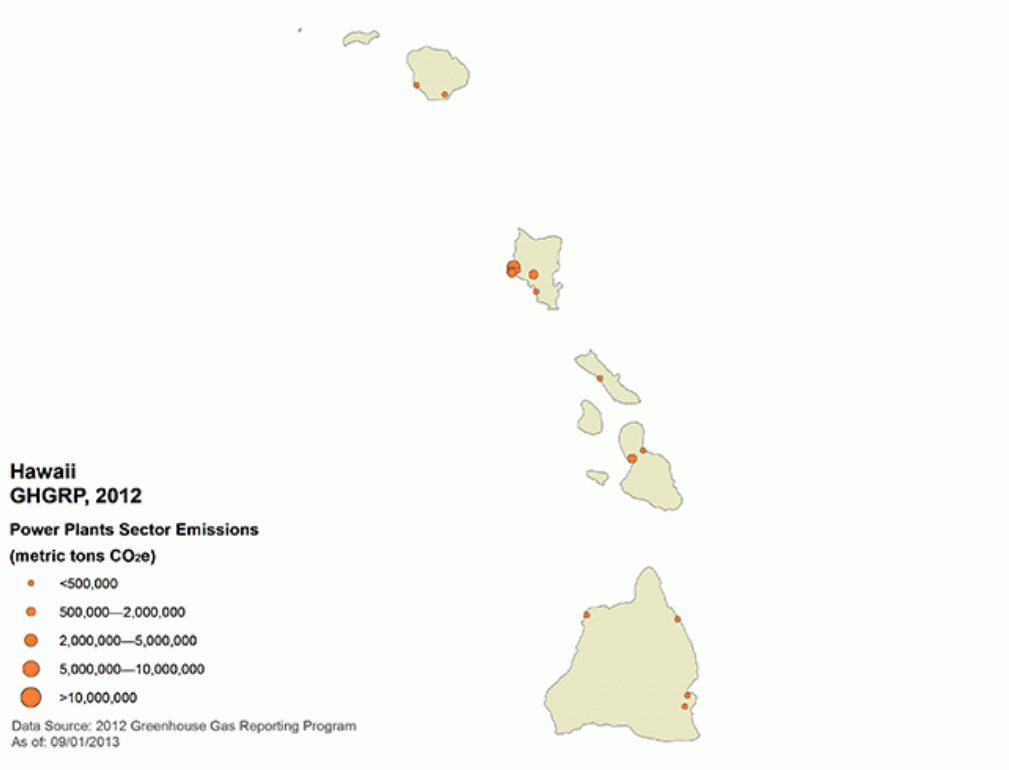 Hawaii
GHGRP, 2012
Power Plants Sector Emissions
(metric tons CO₂e)
<500,000
500,000—2,000,000
2,000,000—5,000,000
5,000,000—10,000,000
>10,000,000
Data Source: 2012 Greenhouse Gas Reporting Program
As of: 09/01/2013